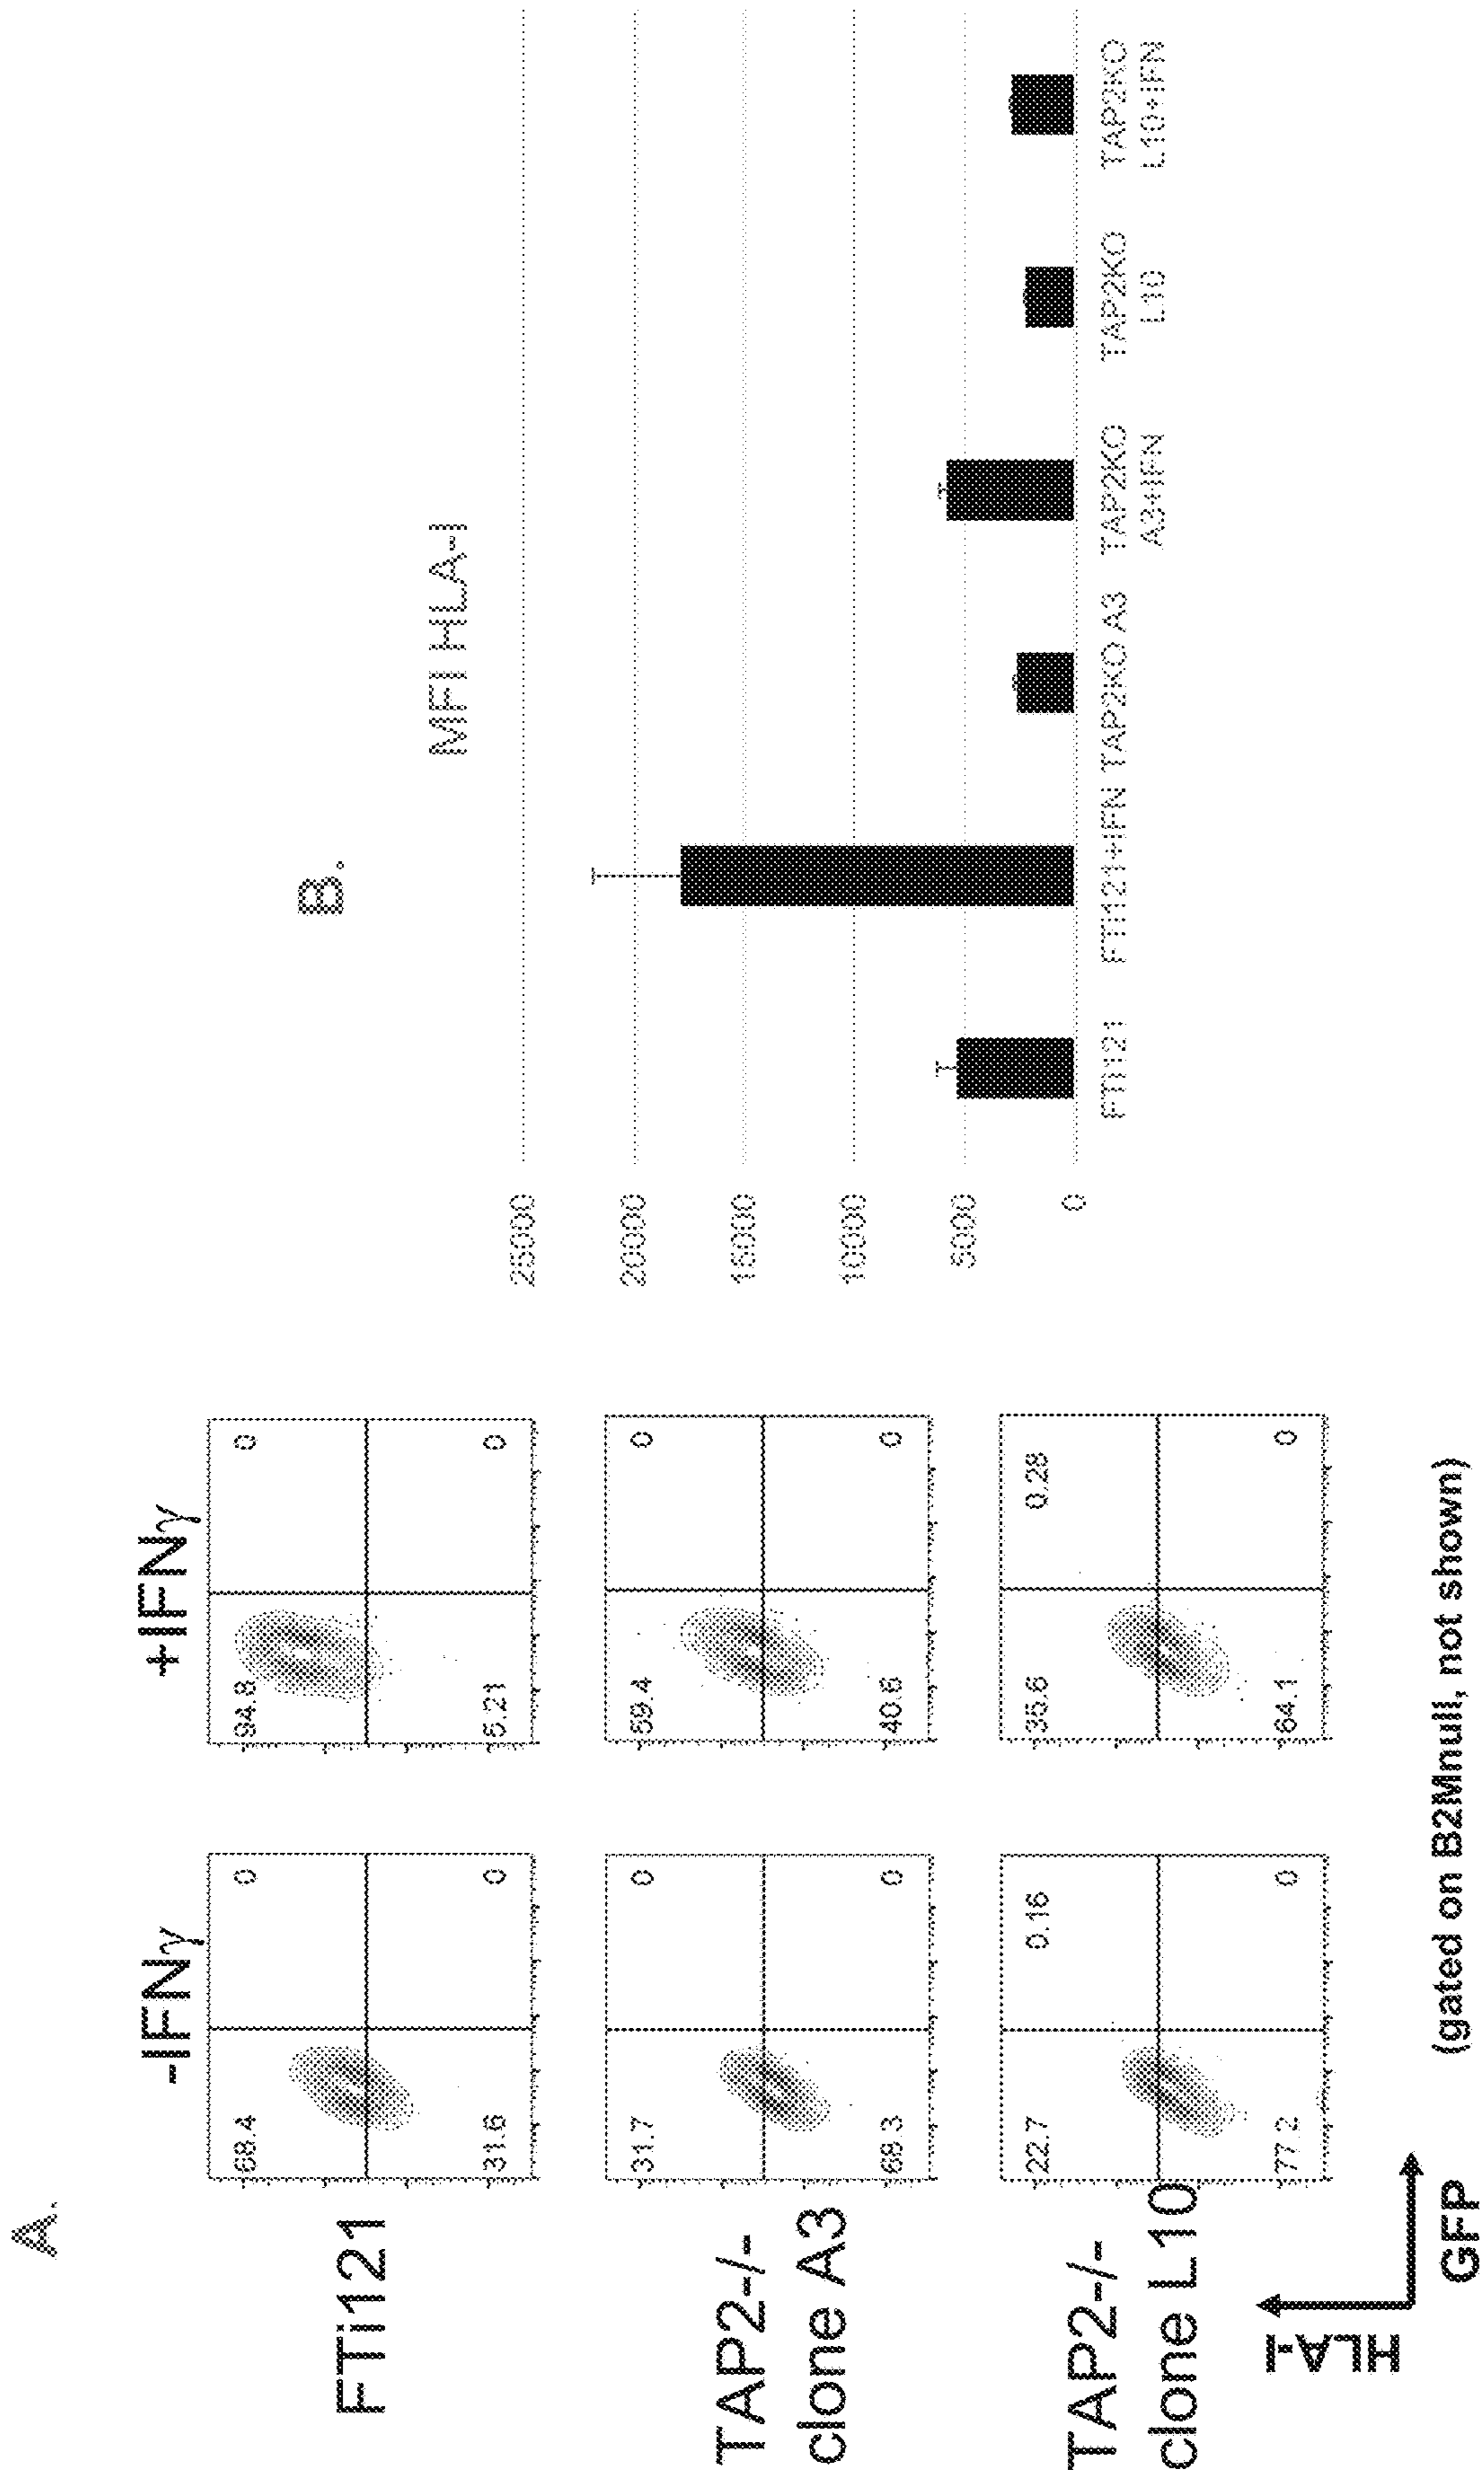 A.
-IFNγ
+IFNγ
FTi121
68.4
0
31.6
0
94.8
0
5.21
0
TAP2-/-
clone A3
31.7
0
68.3
0
59.4
0
40.6
0
TAP2-/-
clone L10
22.7
0.16
77.2
0
35.6
0.28
64.1
0
HLA-I
GFP
(gated on B2Mnull, not shown)
B.
MFI HLA-I
25000
20000
15000
10000
5000
0
FTi121
FTi121+IFN
TAP2KO A3
TAP2KO
A3+IFN
TAP2KO
L10
TAP2KO
L10+IFN